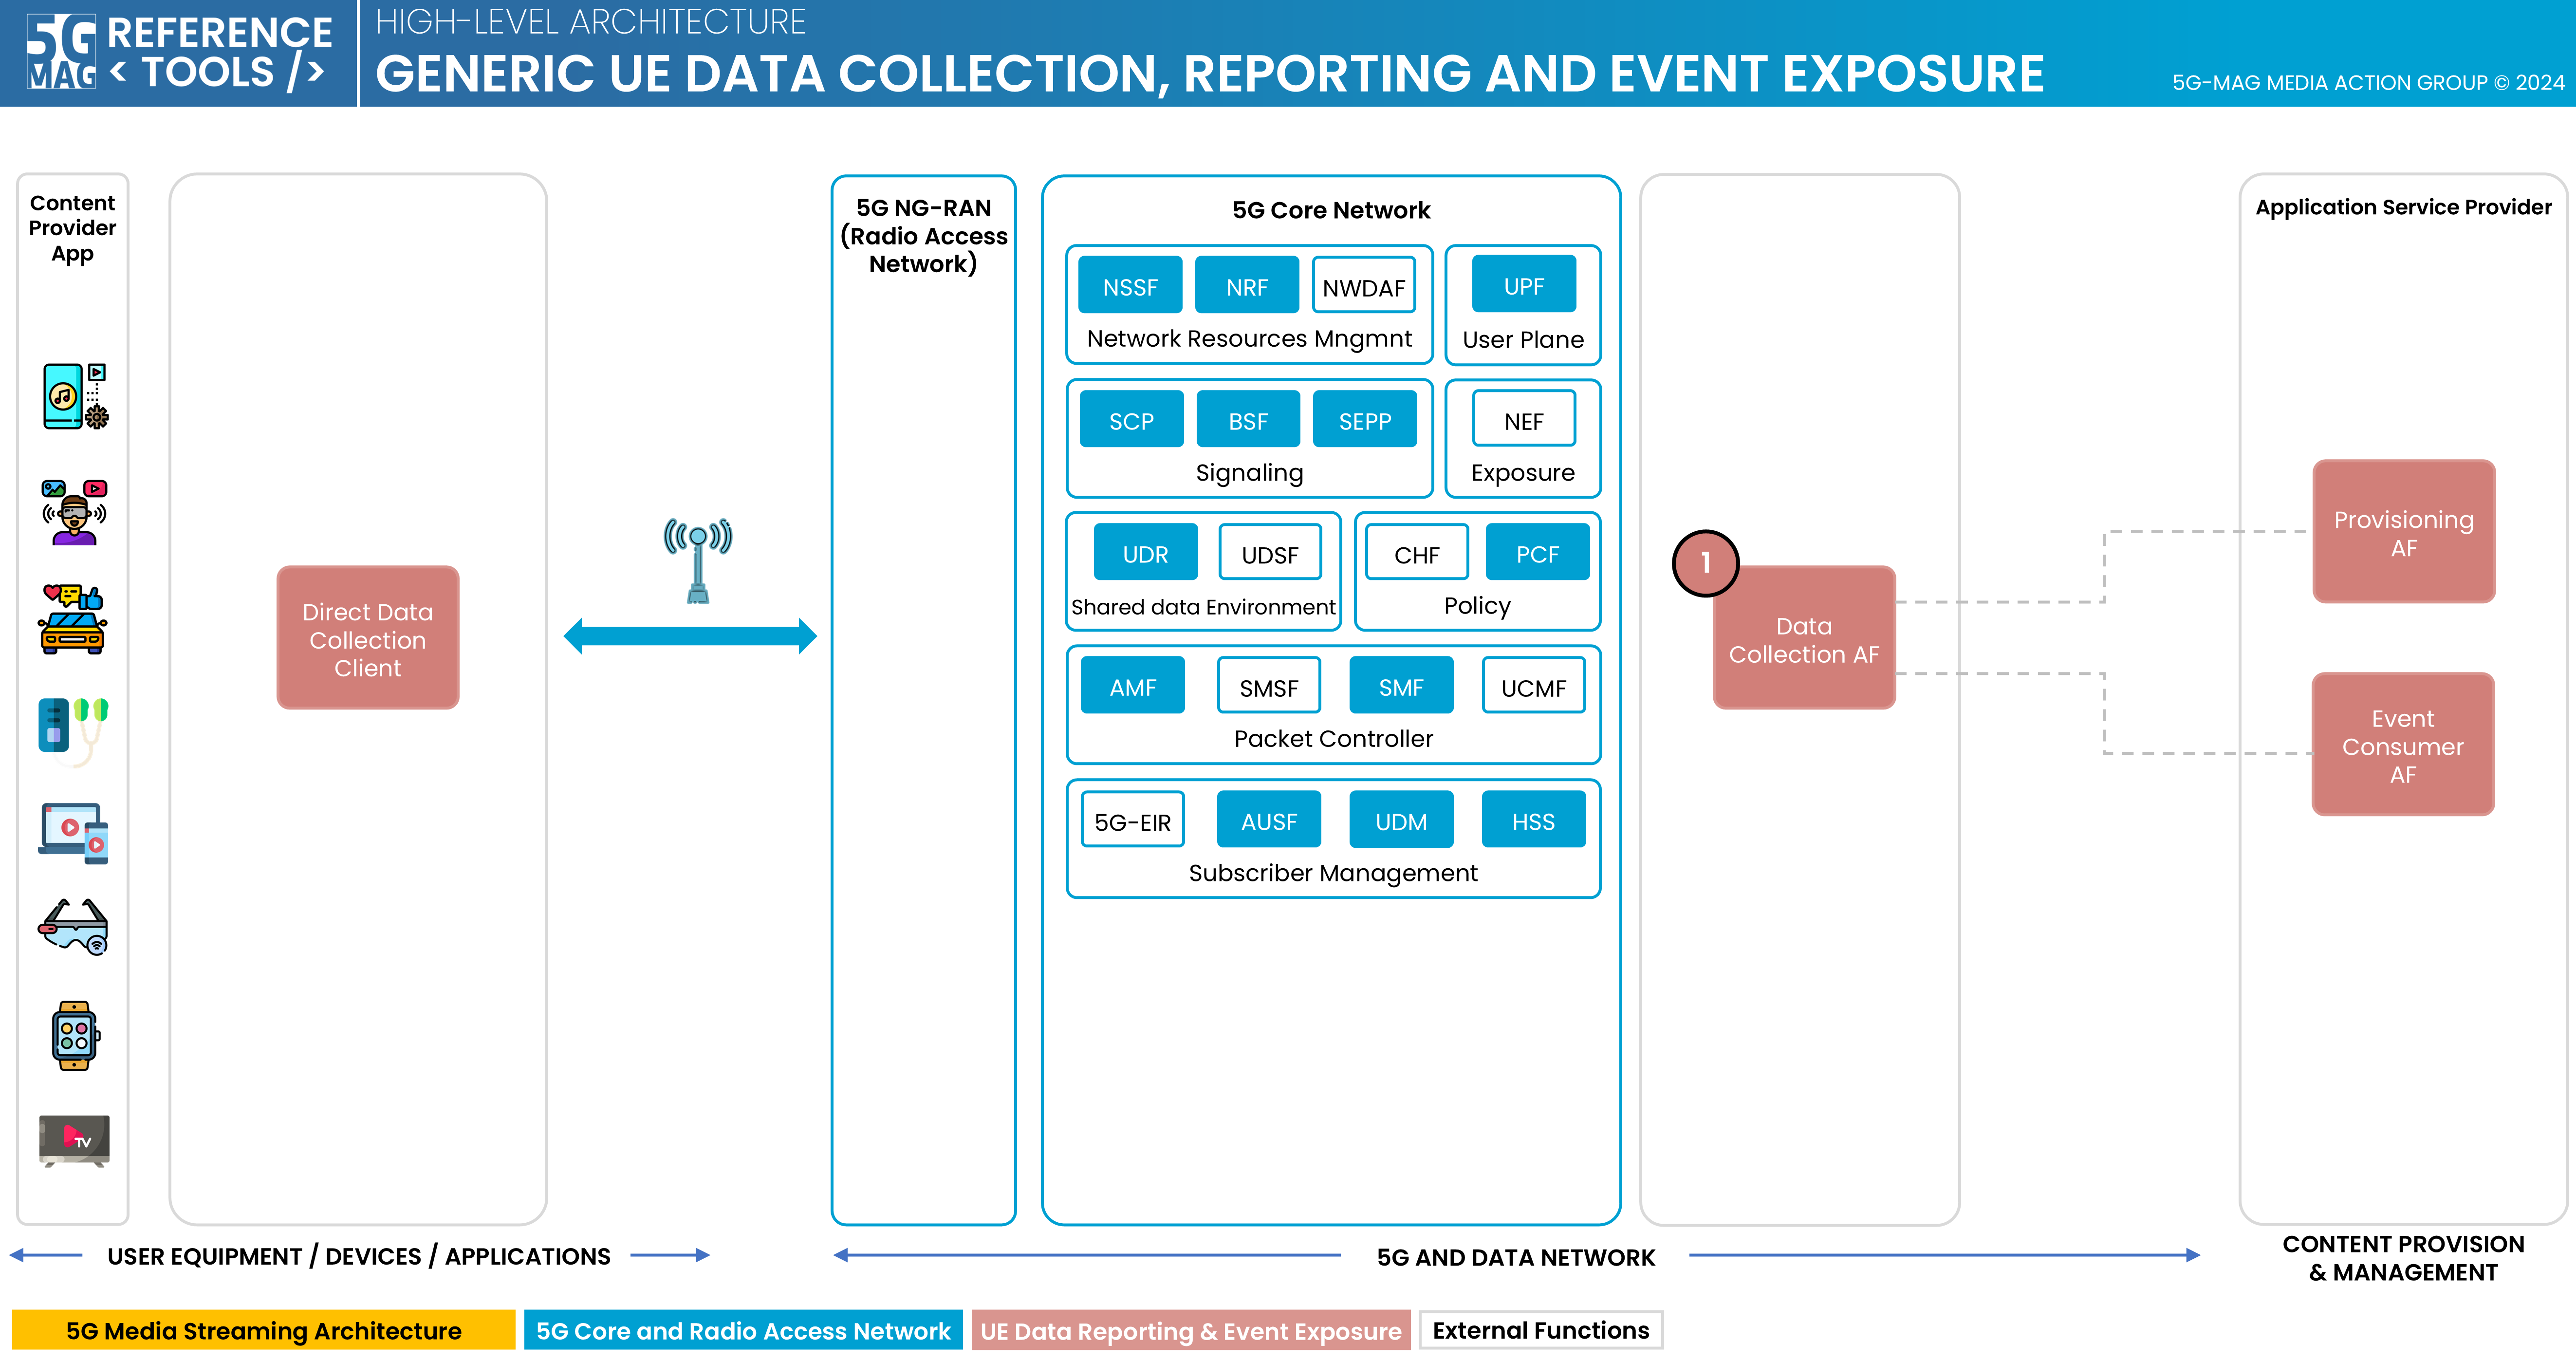 5G
MAG
REFERENCE
< TOOLS />
HIGH-LEVEL ARCHITECTURE
GENERIC UE DATA COLLECTION, REPORTING AND EVENT EXPOSURE
5G-MAG MEDIA ACTION GROUP © 2024
Content
Provider
App
TV
Direct Data
Collection
Client
5G NG-RAN
(Radio Access
Network)
5G Core Network
NSSF
NRF
NWDAF
Network Resources Mngmnt
UPF
User Plane
SCP
BSF
SEPP
Signaling
NEF
Exposure
UDR
UDSF
Shared data Environment
CHF
PCF
Policy
AMF
SMSF
SMF
UCMF
Packet Controller
5G-EIR
AUSF
UDM
HSS
Subscriber Management
1
Data
Collection AF
Application Service Provider
Provisioning
AF
Event
Consumer
AF
USER EQUIPMENT / DEVICES / APPLICATIONS
5G AND DATA NETWORK
CONTENT PROVISION
& MANAGEMENT
5G Media Streaming Architecture
5G Core and Radio Access Network
UE Data Reporting & Event Exposure
External Functions